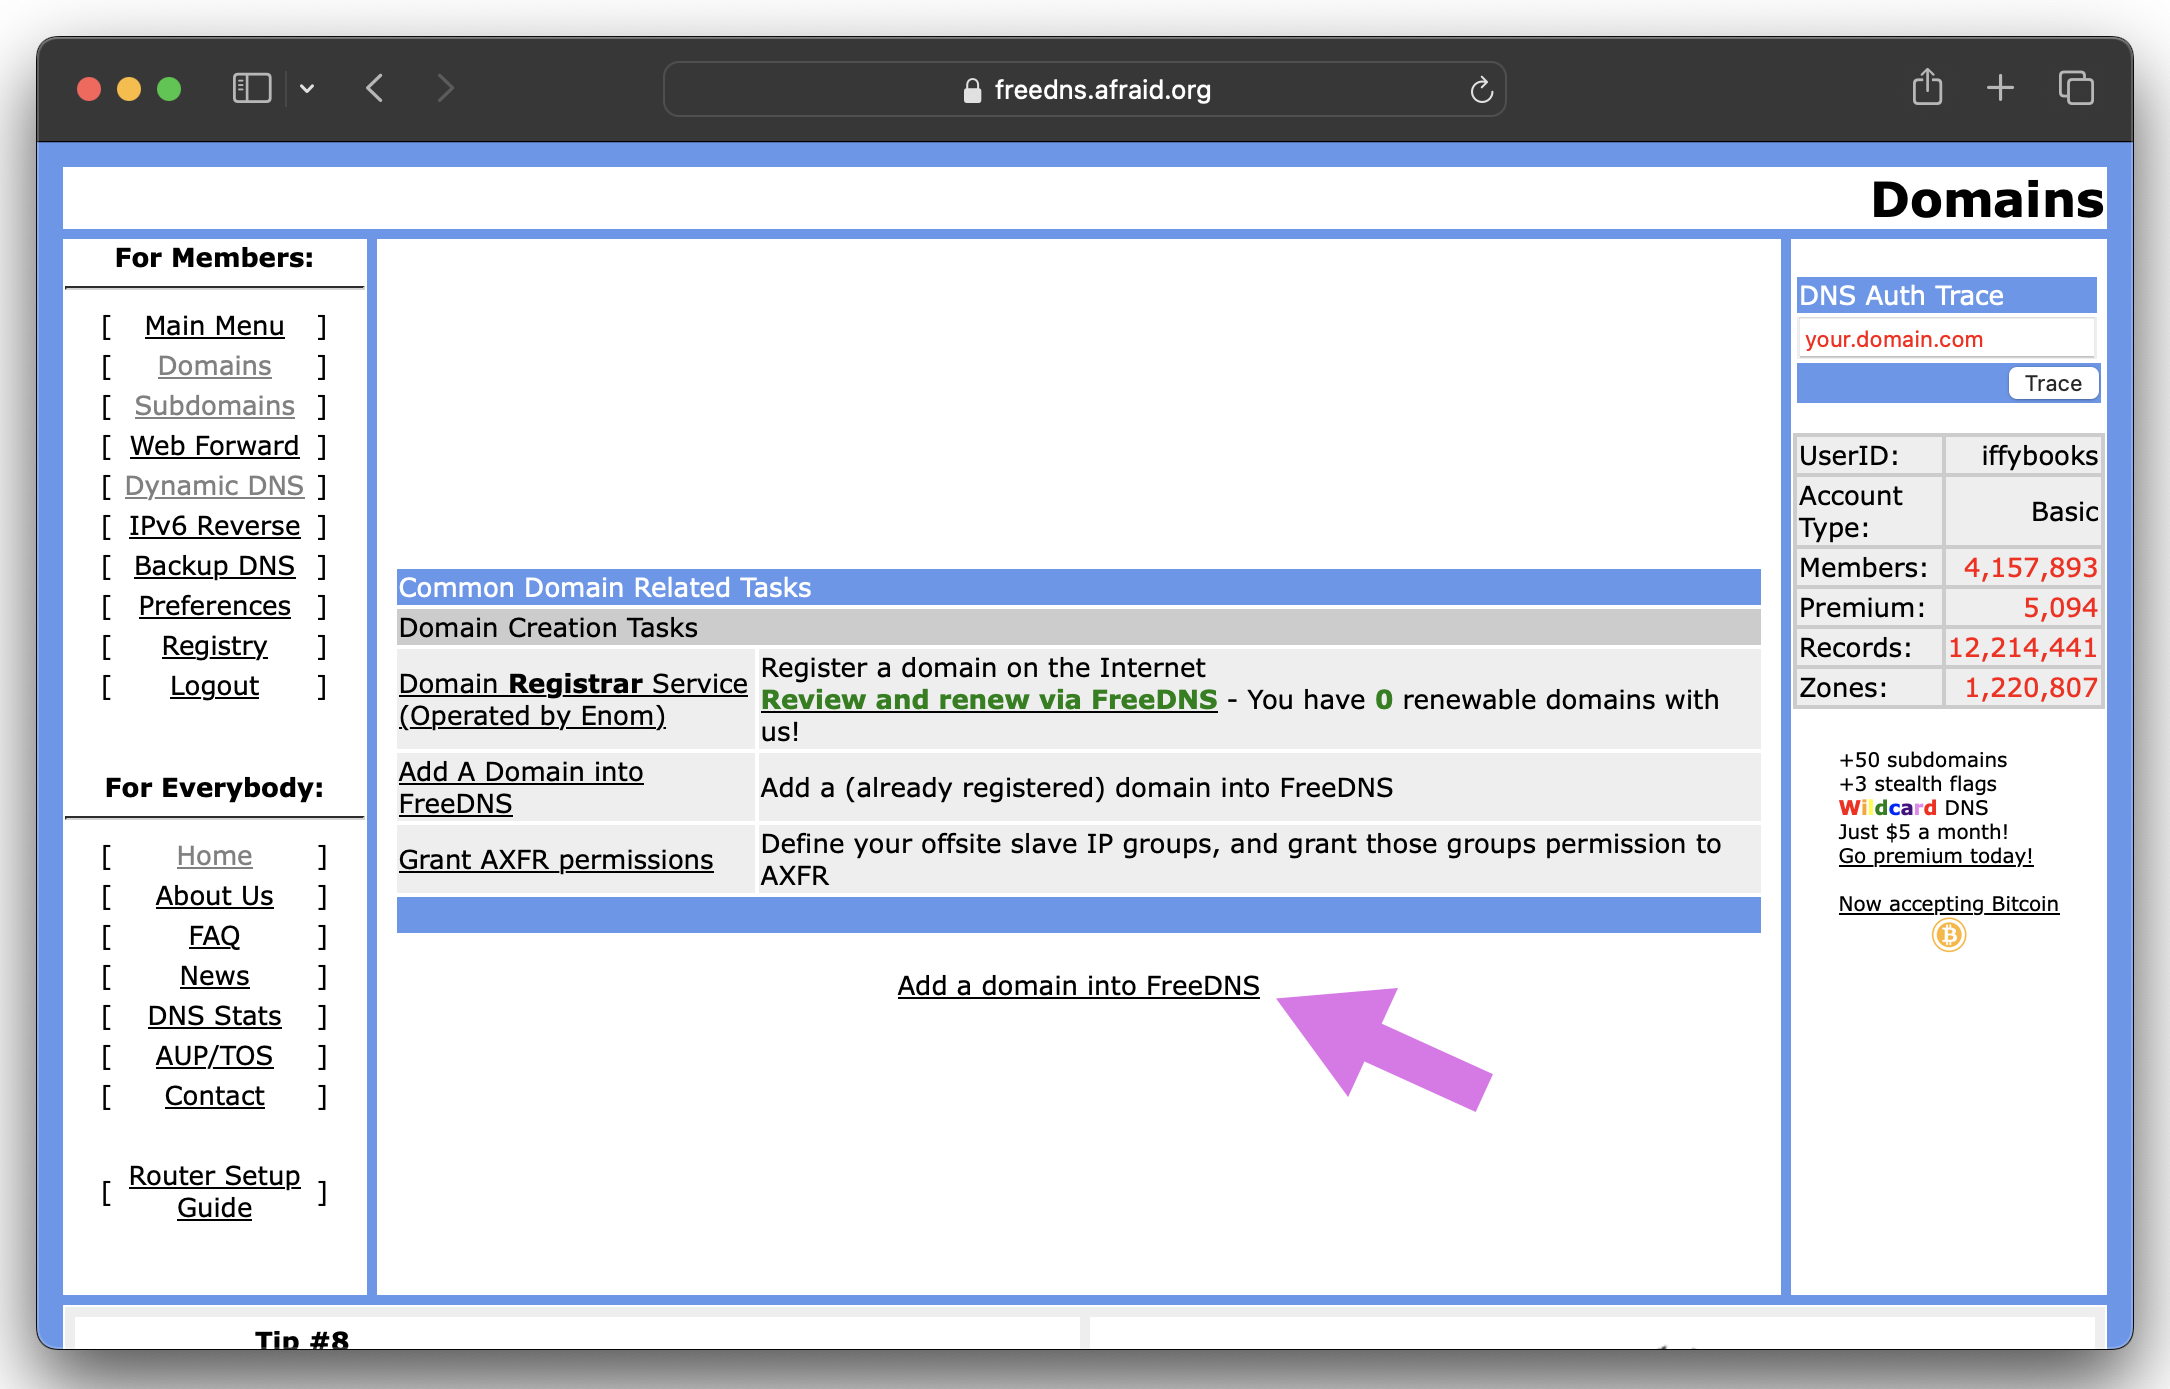 freedns.afraid.org
Domains
For Members:
[ Main Menu ]
[ Domains ]
[ Subdomains ]
[ Web Forward ]
[ Dynamic DNS ]
[ IPv6 Reverse ]
[ Backup DNS ]
[ Preferences ]
[ Registry ]
[ Logout ]
For Everybody:
[ Home ]
[ About Us ]
[ FAQ ]
[ News ]
[ DNS Stats ]
[ AUP/TOS ]
[ Contact ]
[ Router Setup
Guide ]
Common Domain Related Tasks
Domain Creation Tasks
Domain Registrar Service
(Operated by Enom)
Register a domain on the Internet
Review and renew via FreeDNS - You have 0 renewable domains with
us!
Add A Domain into
FreeDNS
Add a (already registered) domain into FreeDNS
Grant AXFR permissions
Define your offsite slave IP groups, and grant those groups permission to
AXFR
Add a domain into FreeDNS
DNS Auth Trace
your.domain.com
Trace
UserID: iffybooks
Account
Type: Basic
Members: 4,157,893
Premium: 5,094
Records: 12,214,441
Zones: 1,220,807
+50 subdomains
+3 stealth flags
Wildcard DNS
Just $5 a month!
Go premium today!
Now accepting Bitcoin
Tip #8